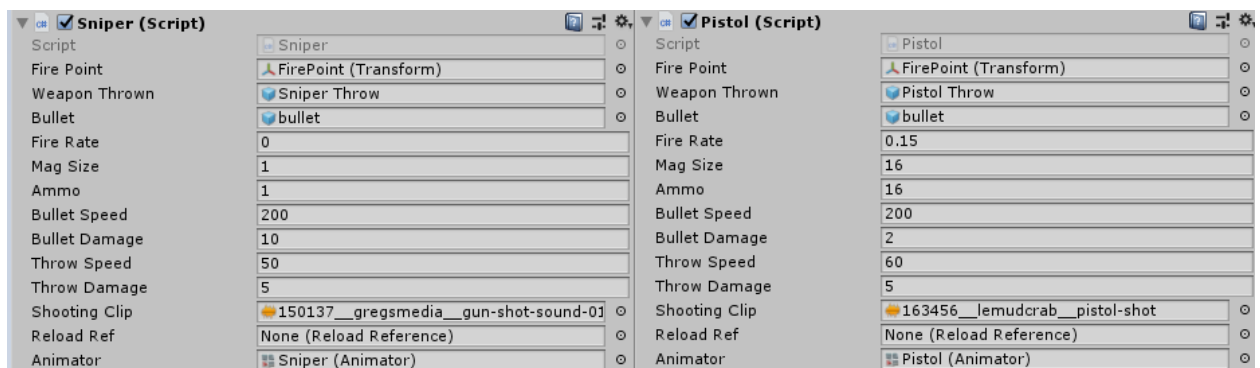 Sniper (Script)
Script Sniper
Fire Point FirePoint (Transform)
Weapon Thrown Sniper Throw
Bullet bullet
Fire Rate 0
Mag Size 1
Ammo 1
Bullet Speed 200
Bullet Damage 10
Throw Speed 50
Throw Damage 5
Shooting Clip 150137__gregsmedia__gun-shot-sound-01
Reload Ref None (Reload Reference)
Animator Sniper (Animator)
Pistol (Script)
Script Pistol
Fire Point FirePoint (Transform)
Weapon Thrown Pistol Throw
Bullet bullet
Fire Rate 0.15
Mag Size 16
Ammo 16
Bullet Speed 200
Bullet Damage 2
Throw Speed 60
Throw Damage 5
Shooting Clip 163456__lemudcrab__pistol-shot
Reload Ref None (Reload Reference)
Animator Pistol (Animator)